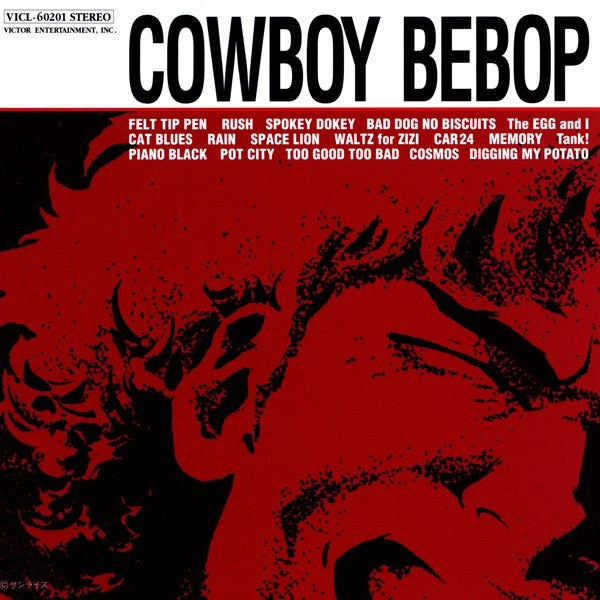 VICL-60201 STEREO
VICTOR ENTERTAINMENT, INC.
COWBOY BEBOP
FELT TIP PEN RUSH SPOKEY DOKEY BAD DOG NO BISCUITS The EGG and I
CAT BLUES RAIN SPACE LION WALTZ for ZIZI CAR 24 MEMORY Tank!
PIANO BLACK POT CITY TOO GOOD TOO BAD COSMOS DIGGING MY POTATO
©サンライズ